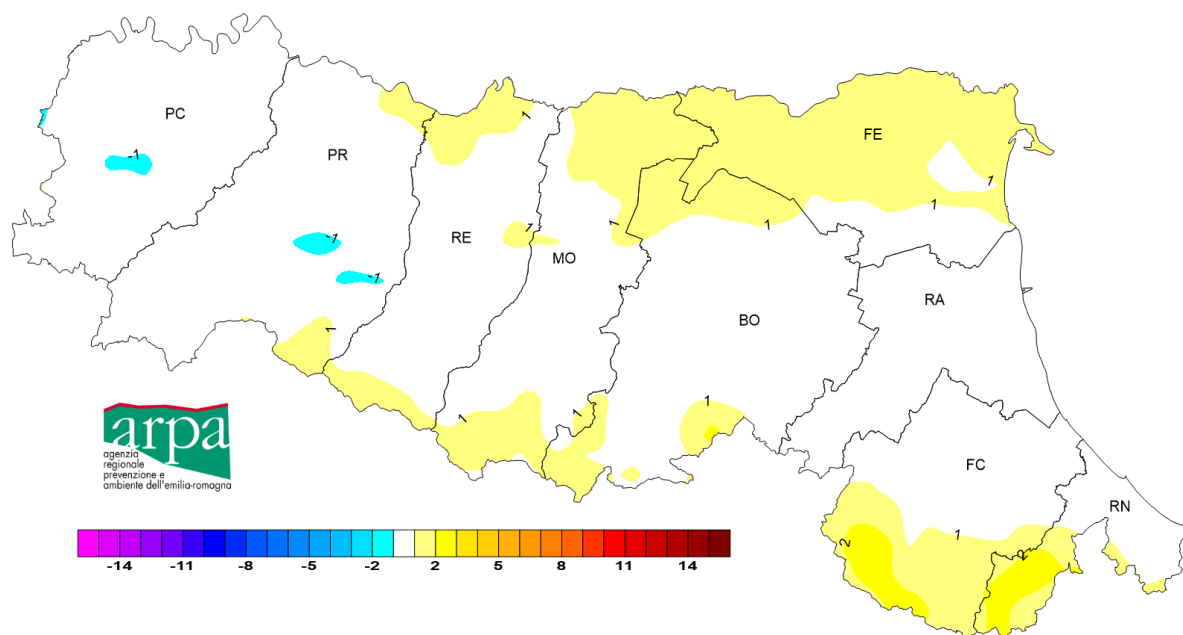 PC
-1
PR
-1
-1
1
1
RE
1
MO
1
1
FE
1
1
RA
BO
1
1
1
FC
1
2
2
RN
arpa
agenzia
regionale
prevenzione e
ambiente dell'emilia-romagna
-14 -11 -8 -5 -2 2 5 8 11 14